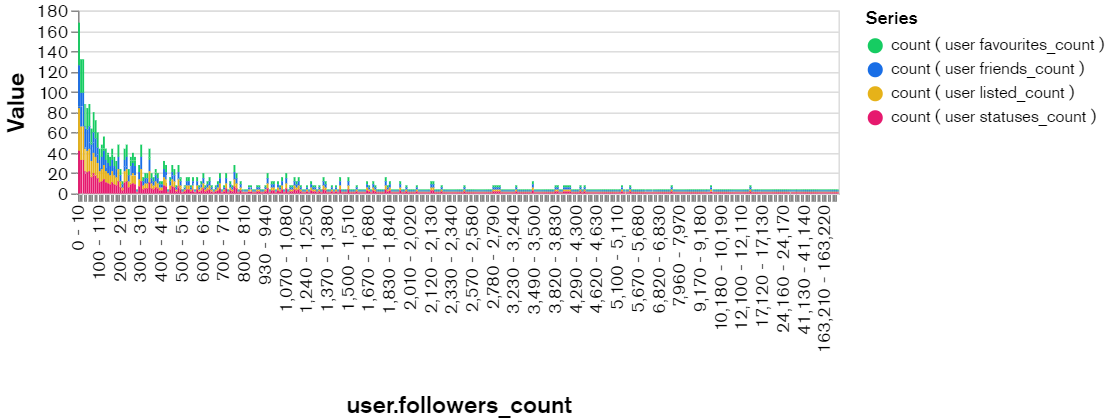 180
160
140
120
100
80
60
40
20
0
Value
0 - 10
100 - 110
200 - 210
300 - 310
400 - 410
500 - 510
600 - 610
700 - 710
800 - 810
930 - 940
1,070 - 1,080
1,240 - 1,250
1,370 - 1,380
1,500 - 1,510
1,670 - 1,680
1,830 - 1,840
2,010 - 2,020
2,120 - 2,130
2,330 - 2,340
2,570 - 2,580
2,780 - 2,790
3,230 - 3,240
3,490 - 3,500
3,820 - 3,830
4,290 - 4,300
4,620 - 4,630
5,100 - 5,110
5,670 - 5,680
6,820 - 6,830
7,960 - 7,970
9,170 - 9,180
10,180 - 10,190
12,100 - 12,110
17,120 - 17,130
24,160 - 24,170
41,130 - 41,140
163,210 - 163,220
user.followers_count
Series
count ( user favourites_count )
count ( user friends_count )
count ( user listed_count )
count ( user statuses_count )